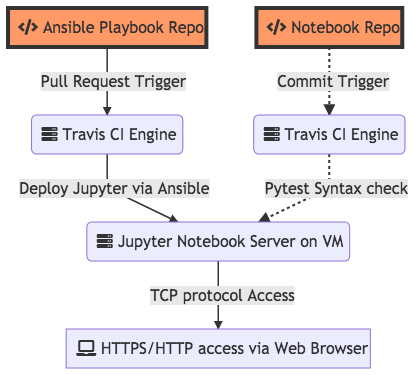 Ansible Playbook Repo
Notebook Repo
Pull Request Trigger
Commit Trigger
Travis CI Engine
Travis CI Engine
Deploy Jupyter via Ansible
Pytest Syntax check
Jupyter Notebook Server on VM
TCP protocol Access
HTTPS/HTTP access via Web Browser